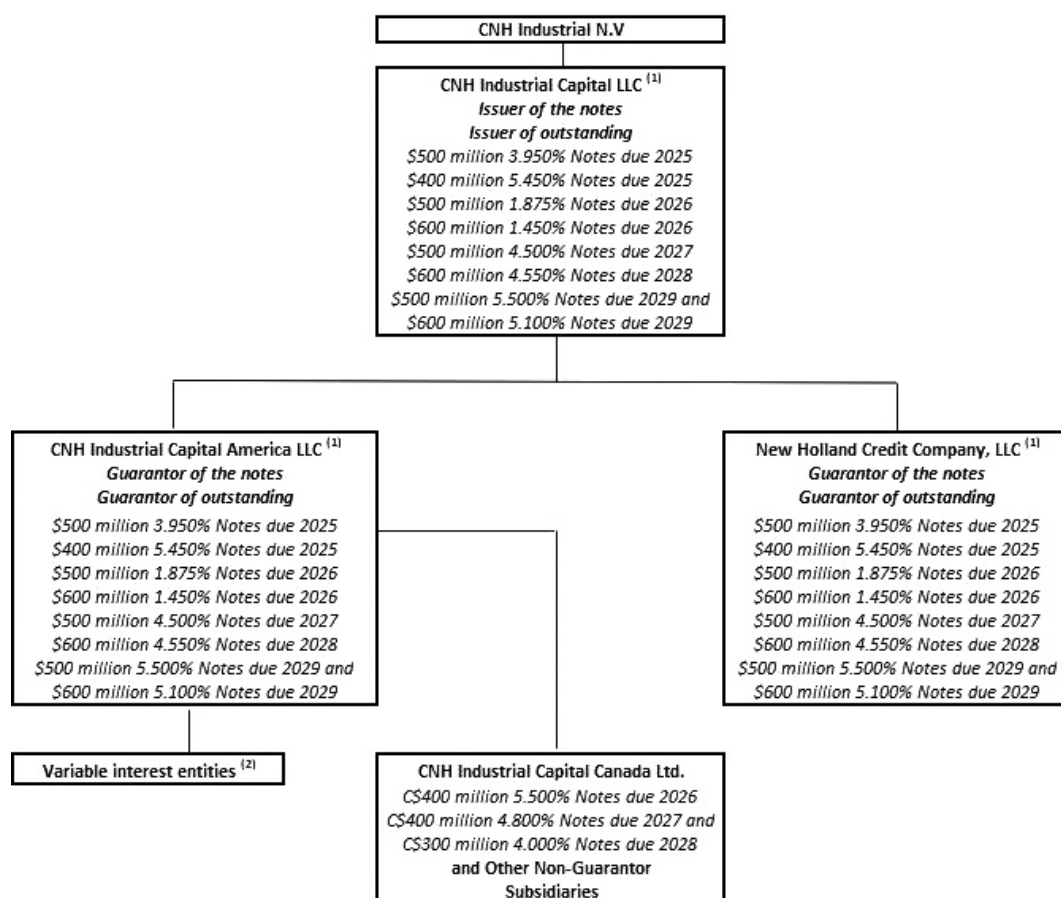 CNH Industrial N.V
CNH Industrial Capital LLC (1)
Issuer of the notes
Issuer of outstanding
$500 million 3.950% Notes due 2025
$400 million 5.450% Notes due 2025
$500 million 1.875% Notes due 2026
$600 million 1.450% Notes due 2026
$500 million 4.500% Notes due 2027
$600 million 4.550% Notes due 2028
$500 million 5.500% Notes due 2029 and
$600 million 5.100% Notes due 2029
CNH Industrial Capital America LLC (1)
Guarantor of the notes
Guarantor of outstanding
$500 million 3.950% Notes due 2025
$400 million 5.450% Notes due 2025
$500 million 1.875% Notes due 2026
$600 million 1.450% Notes due 2026
$500 million 4.500% Notes due 2027
$600 million 4.550% Notes due 2028
$500 million 5.500% Notes due 2029 and
$600 million 5.100% Notes due 2029
New Holland Credit Company, LLC (1)
Guarantor of the notes
Guarantor of outstanding
$500 million 3.950% Notes due 2025
$400 million 5.450% Notes due 2025
$500 million 1.875% Notes due 2026
$600 million 1.450% Notes due 2026
$500 million 4.500% Notes due 2027
$600 million 4.550% Notes due 2028
$500 million 5.500% Notes due 2029 and
$600 million 5.100% Notes due 2029
Variable interest entities (2)
CNH Industrial Capital Canada Ltd.
C$400 million 5.500% Notes due 2026
C$400 million 4.800% Notes due 2027 and
C$300 million 4.000% Notes due 2028
and Other Non-Guarantor
Subsidiaries